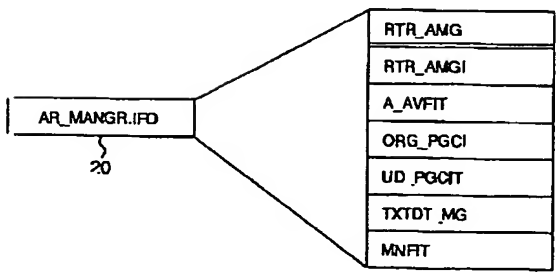 AR_MANGR.IFO
20
RTR_AMG
RTR_AMGI
A_AVFIT
ORG_PGCI
UD_PGCIT
TXTDT_MG
MNFIT